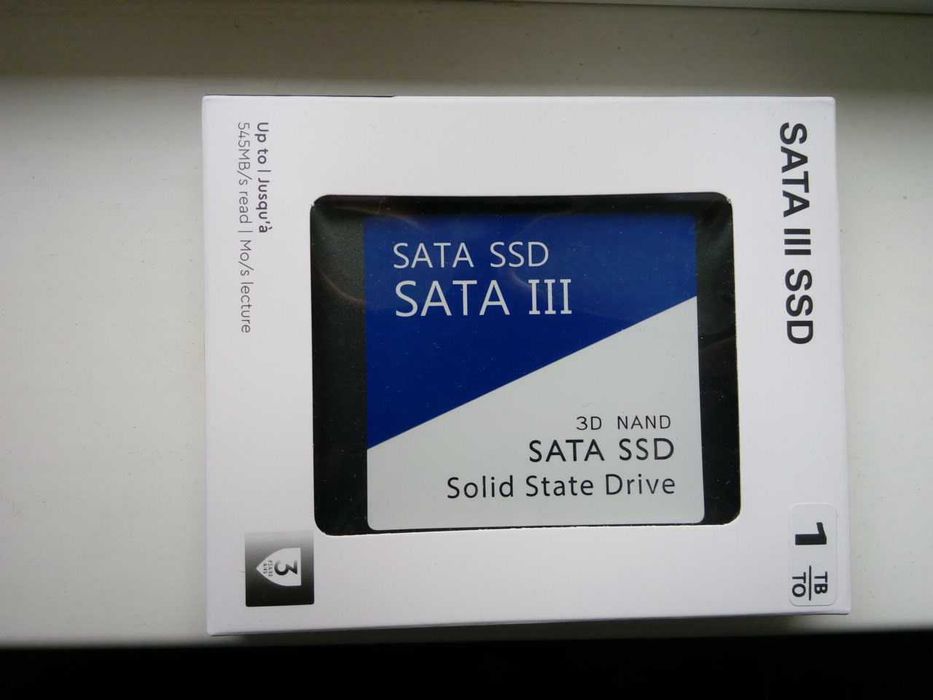 SATA III SSD
Up to | Jusqu'à
545MB/s read | Mo/s lecture
SATA SSD
SATA III
3D NAND
SATA SSD
Solid State Drive
1 TB
TO
3